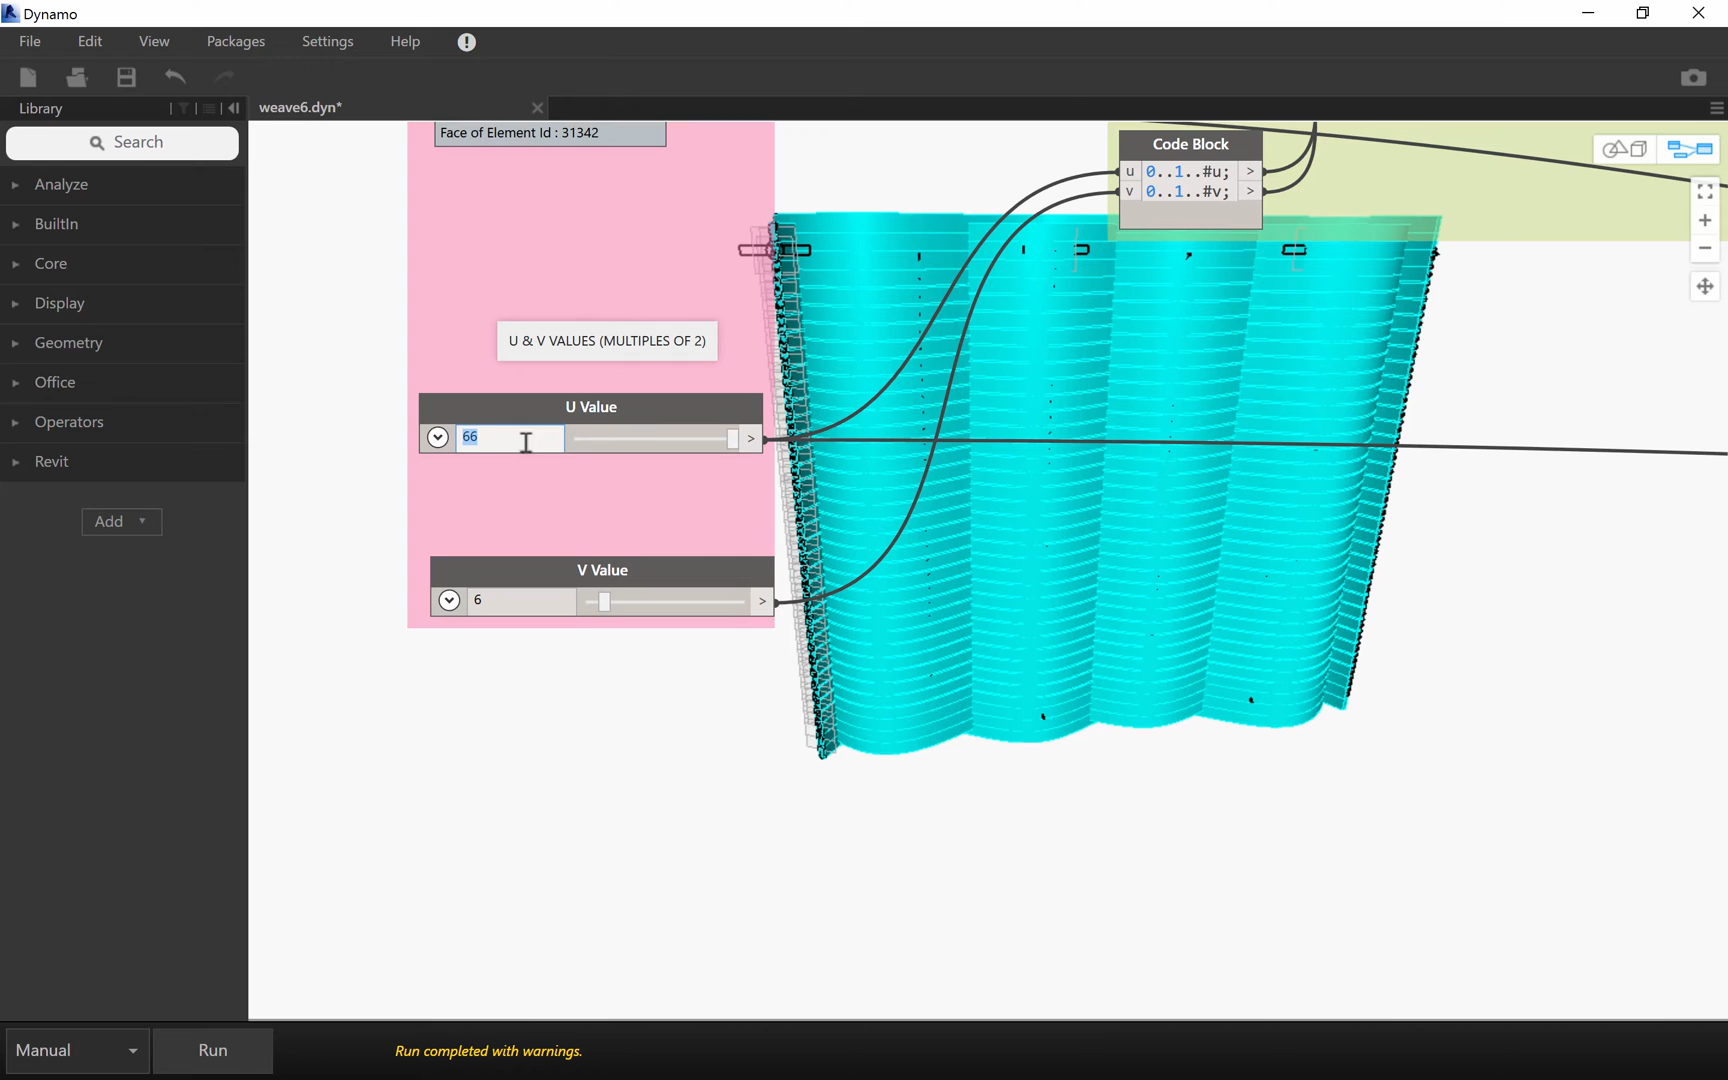 Dynamo
File Edit View Packages Settings Help
Library
weave6.dyn*
Search
Analyze
BuiltIn
Core
Display
Geometry
Office
Operators
Revit
Add
Face of Element Id : 31342
Code Block
u 0..1..#u; >
v 0..1..#v; >
U & V VALUES (MULTIPLES OF 2)
U Value
66 >
V Value
6 >
Manual Run Run completed with warnings.